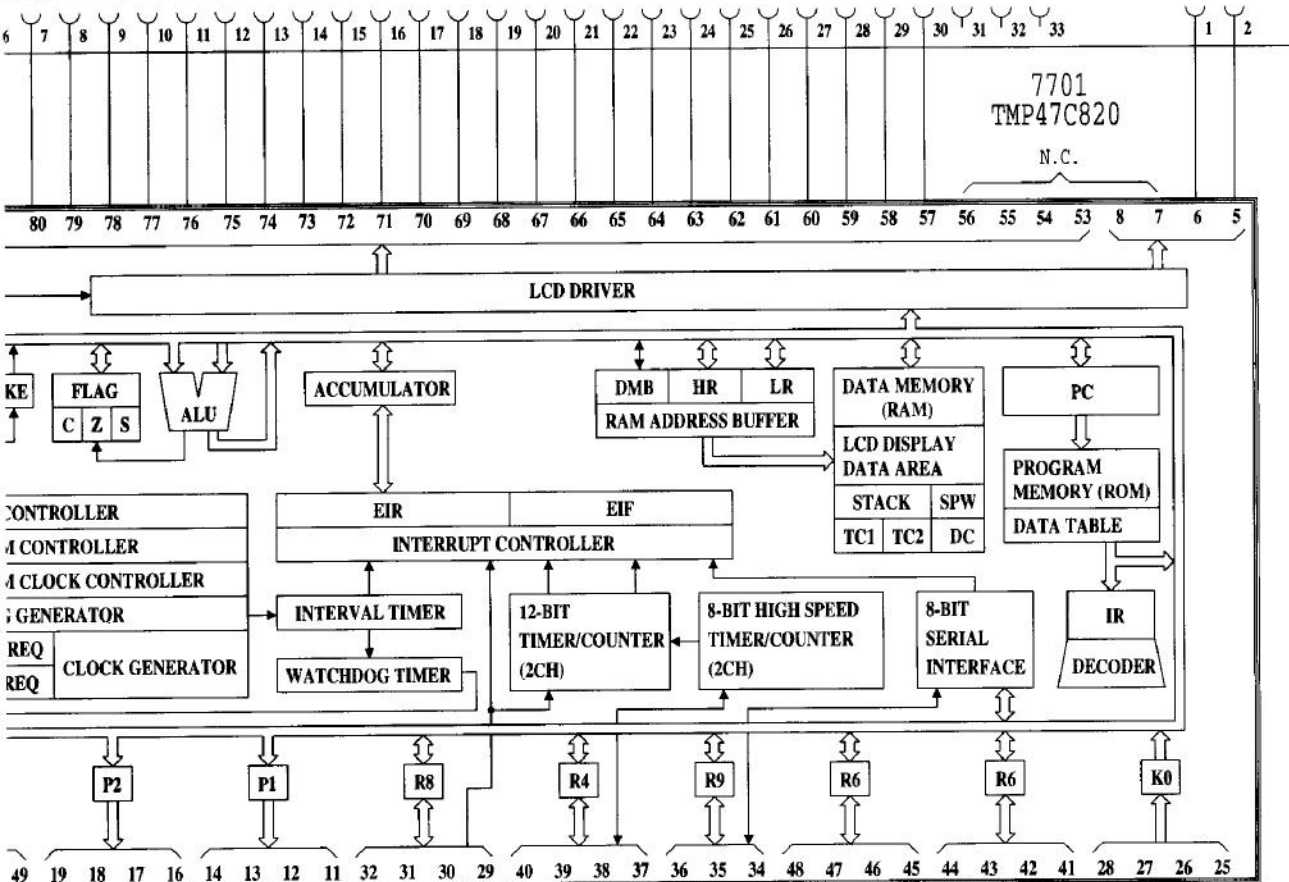 6 7 8 9 10 11 12 13 14 15 16 17 18 19 20 21 22 23 24 25 26 27 28 29 30 31 32 33 1 2
7701
TMP47C820
N.C.
80 79 78 77 76 75 74 73 72 71 70 69 68 67 66 65 64 63 62 61 60 59 58 57 56 55 54 53 8 7 6 5
LCD DRIVER
KE
FLAG
C Z S
ALU
ACCUMULATOR
DMB HR LR
RAM ADDRESS BUFFER
DATA MEMORY
(RAM)
LCD DISPLAY
DATA AREA
STACK SPW
TC1 TC2 DC
PC
PROGRAM
MEMORY (ROM)
DATA TABLE
CONTROLLER
M CONTROLLER
M CLOCK CONTROLLER
G GENERATOR
REQ
REQ
CLOCK GENERATOR
EIR EIF
INTERRUPT CONTROLLER
INTERVAL TIMER
WATCHDOG TIMER
12-BIT
TIMER/COUNTER
(2CH)
8-BIT HIGH SPEED
TIMER/COUNTER
(2CH)
8-BIT
SERIAL
INTERFACE
IR
DECODER
P2 P1 R8 R4 R9 R6 R6 K0
49 19 18 17 16 14 13 12 11 32 31 30 29 40 39 38 37 36 35 34 48 47 46 45 44 43 42 41 28 27 26 25